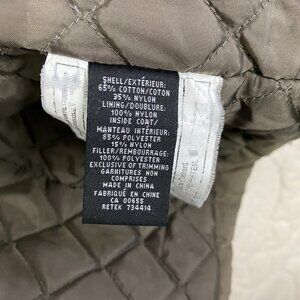 SHELL/EXTÉRIEUR:
65% COTTON/COTON
35% NYLON
LINING/DOUBLURE:
100% NYLON
INSIDE COAT/
MANTEAU INTÉRIEUR:
85% POLYESTER
15% NYLON
FILLER/REMBOURRAGE:
100% POLYESTER
EXCLUSIVE OF TRIMMING
GARNITURES NON
COMPRISES
MADE IN CHINA
FABRIQUÉ EN CHINE
CA 00655
RETEK 734414